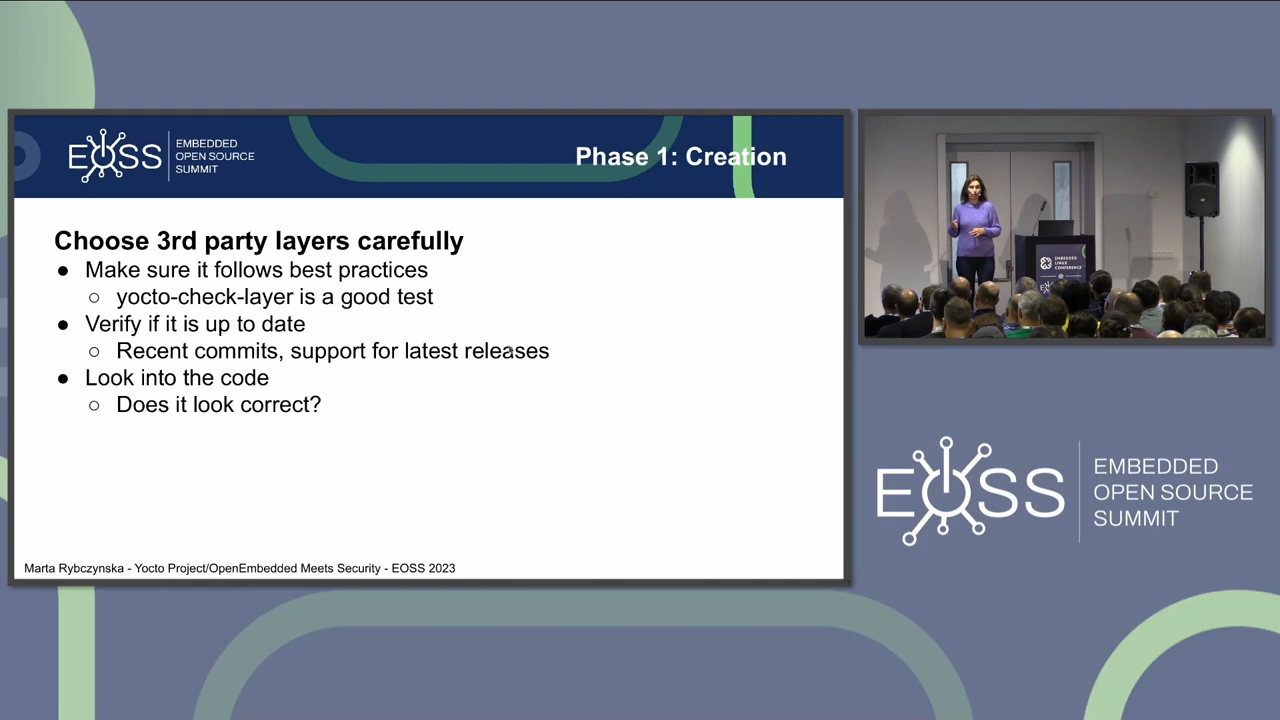 EOSS
EMBEDDED
OPEN SOURCE
SUMMIT
Phase 1: Creation
Choose 3rd party layers carefully
● Make sure it follows best practices
○ yocto-check-layer is a good test
● Verify if it is up to date
○ Recent commits, support for latest releases
● Look into the code
○ Does it look correct?
Marta Rybczynska - Yocto Project/OpenEmbedded Meets Security - EOSS 2023
EMBEDDED
LINUX
CONFERENCE
EOSS
EMBEDDED
OPEN SOURCE
SUMMIT